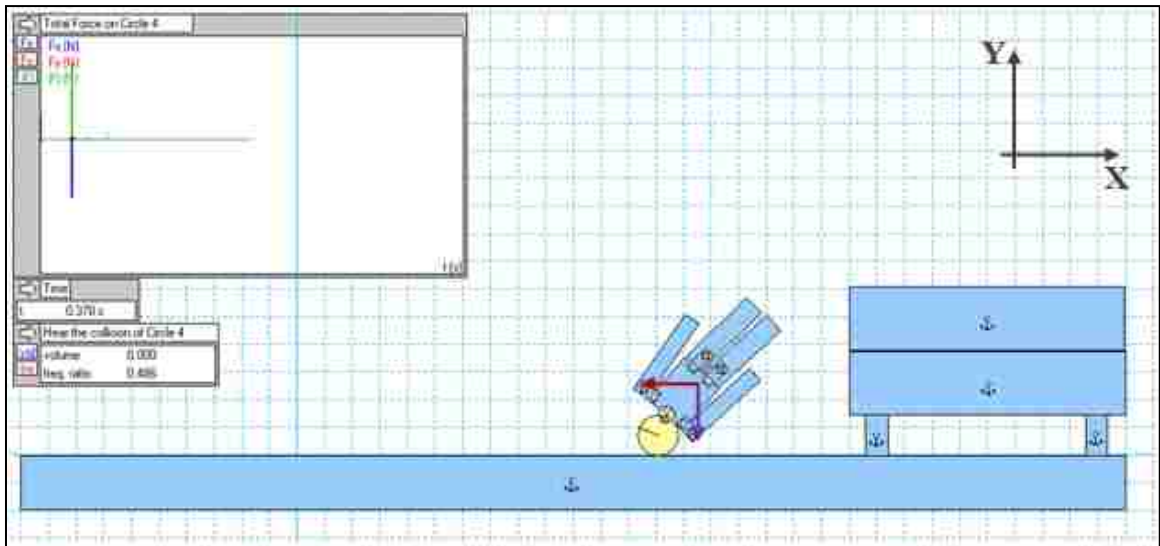 Total Force on Circle 4
Fx (N)
Fy (N)
t (s)
Time
t 0.370 s
Hear the collision of Circle 4
volume 0.000
freq. ratio 0.486
Y
X